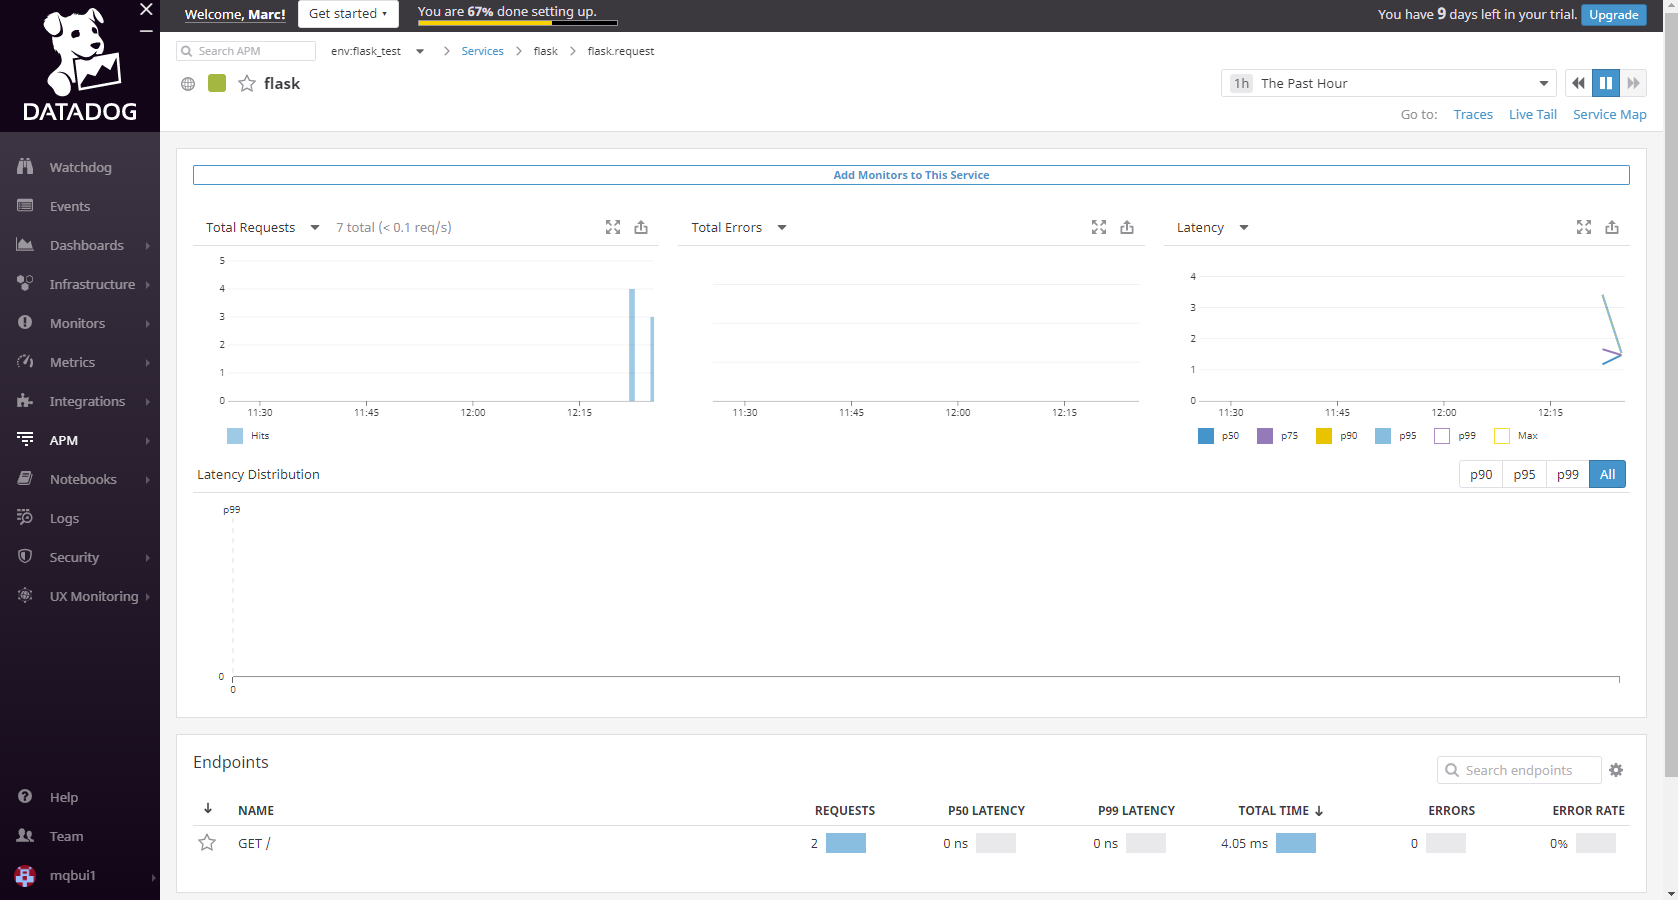 Welcome, Marc!
Get started
You are 67% done setting up.
You have 9 days left in your trial.
Upgrade
DATADOG
Watchdog
Events
Dashboards
Infrastructure
Monitors
Metrics
Integrations
APM
Notebooks
Logs
Security
UX Monitoring
Help
Team
mqbui1
Search APM
env:flask_test
Services
flask
flask.request
flask
1h The Past Hour
Go to: Traces Live Tail Service Map
Add Monitors to This Service
Total Requests 7 total (< 0.1 req/s)
5
4
3
2
1
0
11:30 11:45 12:00 12:15
Hits
Total Errors
11:30 11:45 12:00 12:15
Latency
4
3
2
1
0
11:30 11:45 12:00 12:15
p50 p75 p90 p95 p99 Max
Latency Distribution
p90 p95 p99 All
p99
0
0
Endpoints
Search endpoints
NAME REQUESTS P50 LATENCY P99 LATENCY TOTAL TIME ERRORS ERROR RATE
GET / 2 0 ns 0 ns 4.05 ms 0 0%